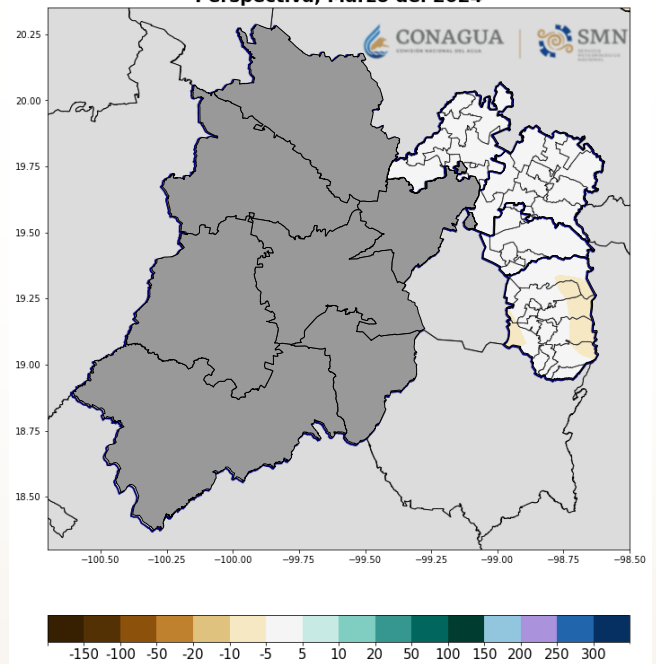 Perspectiva, Marzo del 2024
CONAGUA
COMISIÓN NACIONAL DEL AGUA
SMN
SERVICIO
METEOROLÓGICO
NACIONAL
20.25
20.00
19.75
19.50
19.25
19.00
18.75
18.50
−100.50 −100.25 −100.00 −99.75 −99.50 −99.25 −99.00 −98.75 −98.50
-150 -100 -50 -20 -10 -5 5 10 20 50 100 150 200 250 300